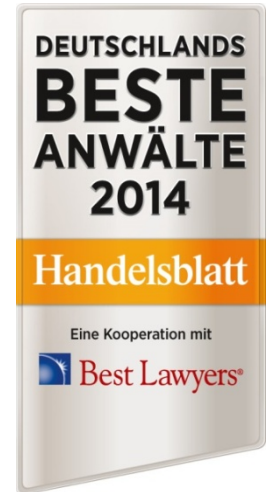 DEUTSCHLANDS
BESTE
ANWÄLTE
2014
Handelsblatt
Eine Kooperation mit
Best Lawyers®